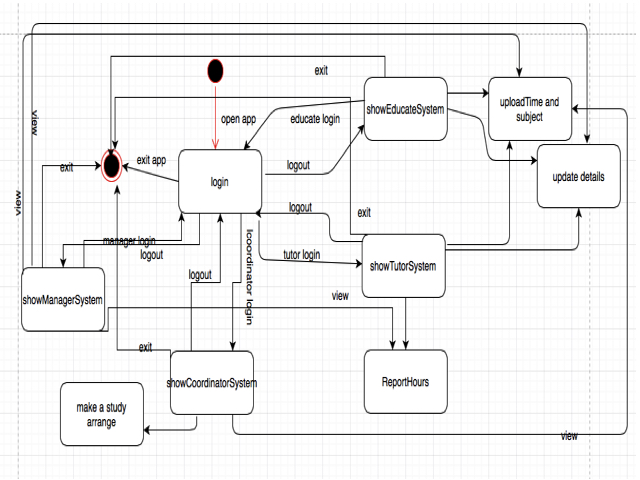 exit
showEducateSystem
uploadTime and
subject
open app
educate login
view
exit app
exit
logout
login
update details
view
logout
exit
manager login
logout
tutor login
lcoordinator login
showTutorSystem
logout
showManagerSystem
view
exit
showCoordinatorSystem
ReportHours
make a study
arrange
view